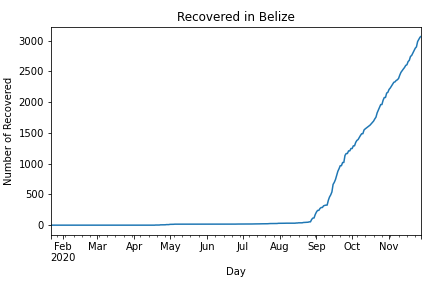 Recovered in Belize
Number of Recovered
3000
2500
2000
1500
1000
500
0
Feb Mar Apr May Jun Jul Aug Sep Oct Nov
2020
Day